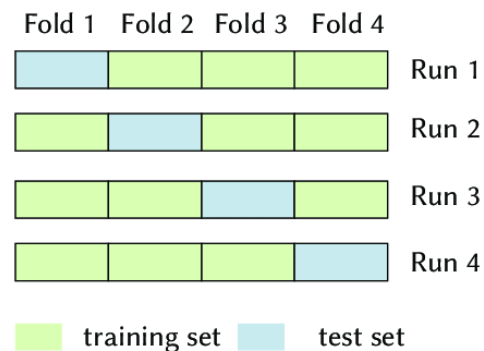 Fold 1 Fold 2 Fold 3 Fold 4
Run 1
Run 2
Run 3
Run 4
training set test set